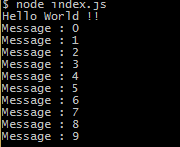 $ node index.js
Hello World !!
Message : 0
Message : 1
Message : 2
Message : 3
Message : 4
Message : 5
Message : 6
Message : 7
Message : 8
Message : 9